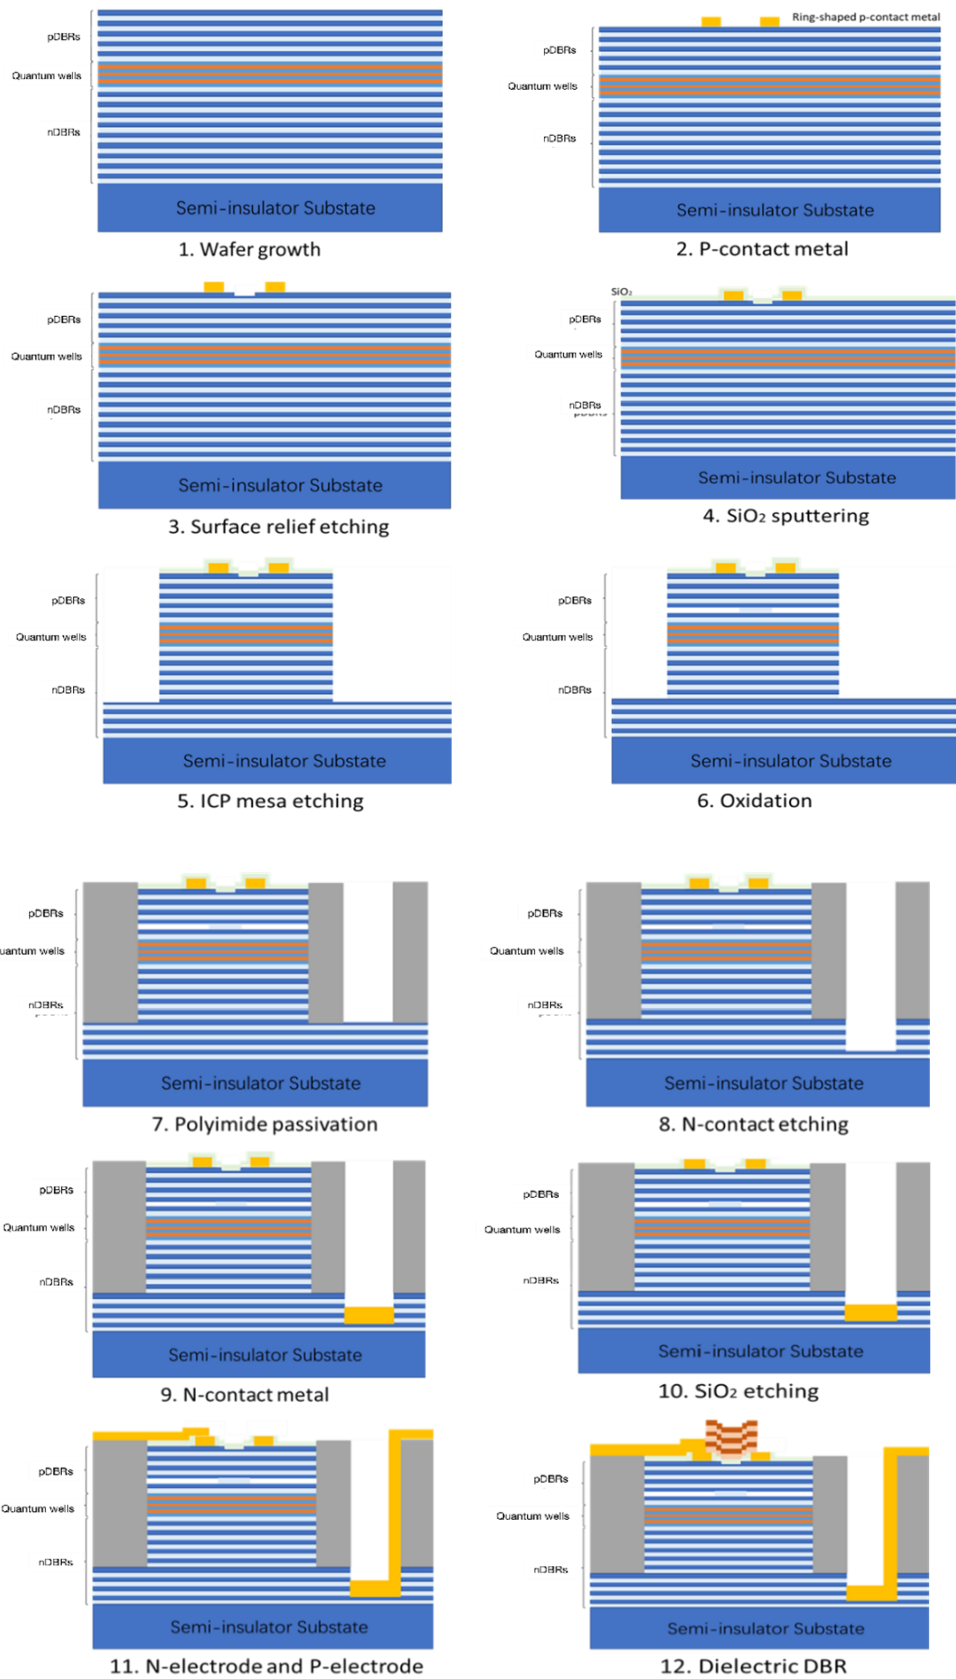 pDBRs
Quantum wells
nDBRs
Semi-insulator Substate
1. Wafer growth
Ring-shaped p-contact metal
pDBRs
Quantum wells
nDBRs
Semi-insulator Substate
2. P-contact metal
pDBRs
Quantum wells
nDBRs
Semi-insulator Substate
3. Surface relief etching
SiO₂
pDBRs
Quantum wells
nDBRs
Semi-insulator Substate
4. SiO₂ sputtering
pDBRs
Quantum wells
nDBRs
Semi-insulator Substate
5. ICP mesa etching
pDBRs
Quantum wells
nDBRs
Semi-insulator Substate
6. Oxidation
pDBRs
uantum wells
nDBRs
Semi-insulator Substate
7. Polyimide passivation
pDBRs
Quantum wells
nDBRs
Semi-insulator Substate
8. N-contact etching
pDBRs
Quantum wells
nDBRs
Semi-insulator Substate
9. N-contact metal
pDBRs
Quantum wells
nDBRs
Semi-insulator Substate
10. SiO₂ etching
pDBRs
Quantum wells
nDBRs
Semi-insulator Substate
11. N-electrode and P-electrode
pDBRs
Quantum wells
nDBRs
Semi-insulator Substate
12. Dielectric DBR